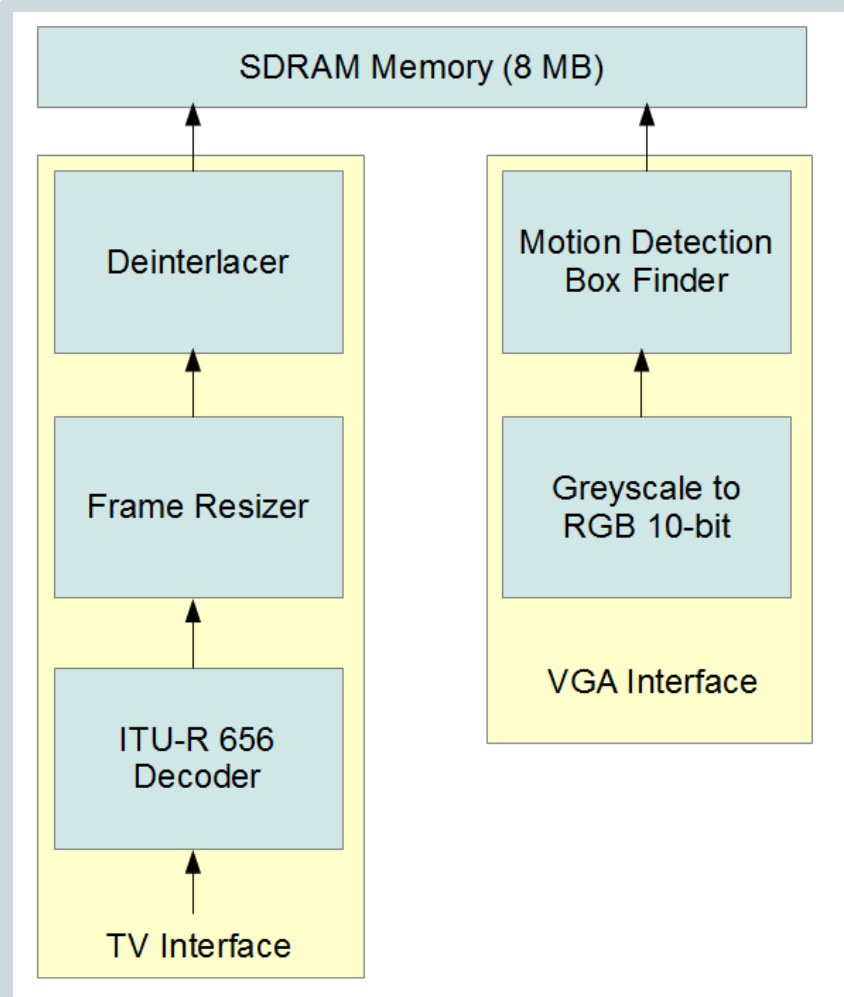 SDRAM Memory (8 MB)
Deinterlacer
Frame Resizer
ITU-R 656
Decoder
TV Interface
Motion Detection
Box Finder
Greyscale to
RGB 10-bit
VGA Interface